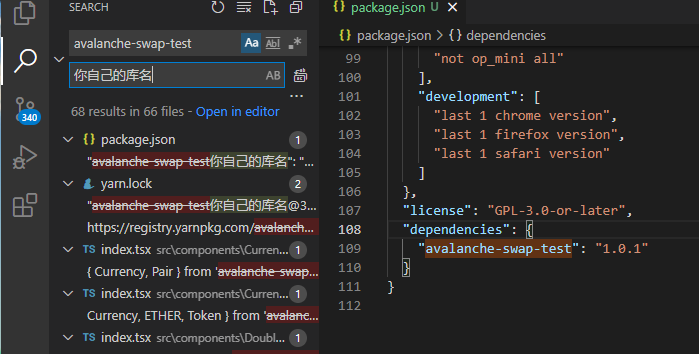 SEARCH
avalanche-swap-test
Aa
Abl
.*
你自己的库名
AB
68 results in 66 files - Open in editor
340
package.json
1
"avalanche-swap-test你自己的库名": "...
yarn.lock
2
"avalanche-swap-test你自己的库名@3...
https://registry.yarnpkg.com/avalanch...
TS index.tsx src\components\Curren...
1
{ Currency, Pair } from 'avalanche-swap...
TS index.tsx src\components\Curren...
1
Currency, ETHER, Token } from 'avalanc...
TS index.tsx src\components\Doubl...
1
package.json U
package.json > {} dependencies
99 "not op_mini all"
100 ],
101 "development": [
102 "last 1 chrome version",
103 "last 1 firefox version",
104 "last 1 safari version"
105 ]
106 },
107 "license": "GPL-3.0-or-later",
108 "dependencies": {
109 "avalanche-swap-test": "1.0.1"
110 }
111 }
112